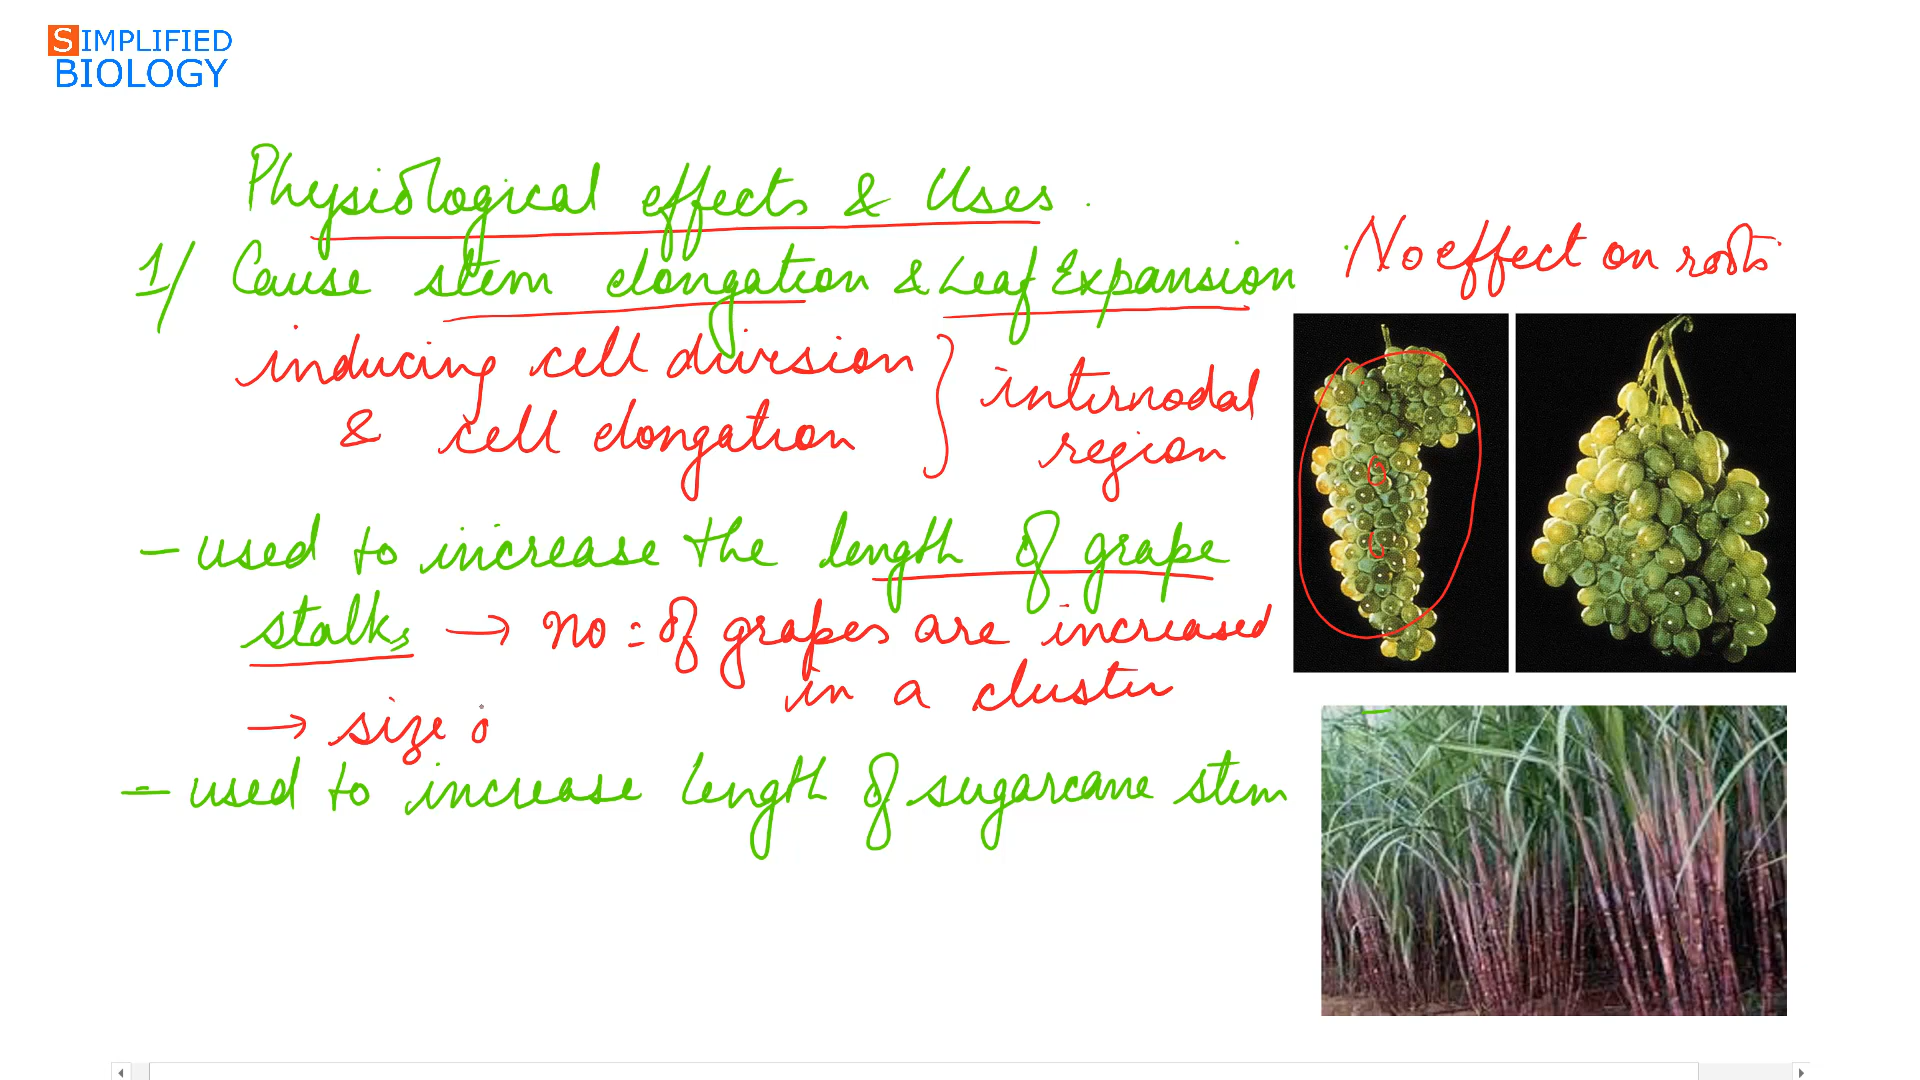 SIMPLIFIED
BIOLOGY
Physiological effects & Uses.
1/ Cause stem elongation & Leaf Expansion
No effect on roots
inducing cell division
& cell elongation
internodal
region
- used to increase the length of grape
stalks → no = of grapes are increased
in a cluster
→ size o
- used to increase length of sugarcane stem